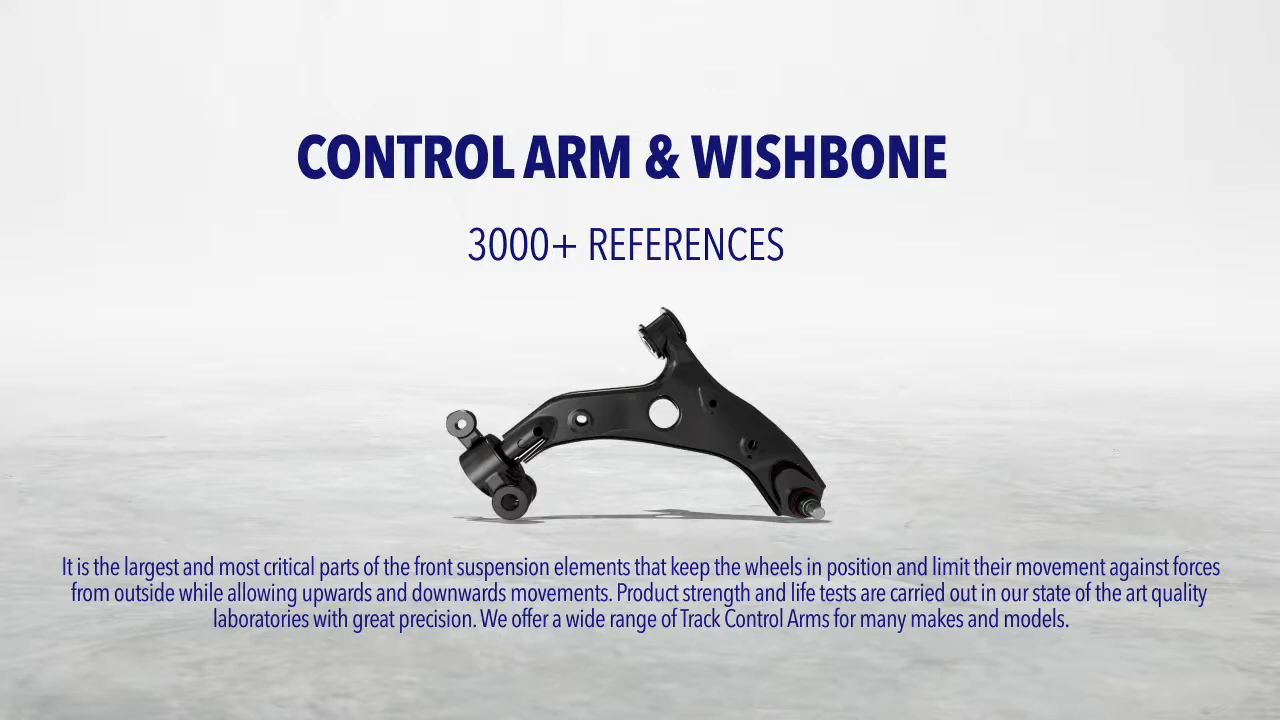 CONTROL ARM & WISHBONE
3000+ REFERENCES
It is the largest and most critical parts of the front suspension elements that keep the wheels in position and limit their movement against forces
from outside while allowing upwards and downwards movements. Product strength and life tests are carried out in our state of the art quality
laboratories with great precision. We offer a wide range of Track Control Arms for many makes and models.